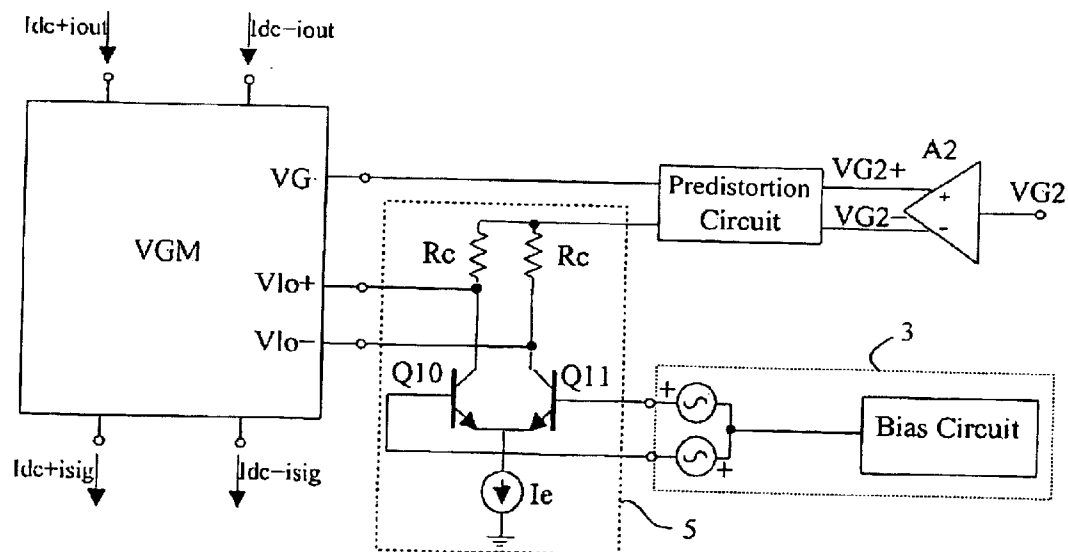 Idc+iout
Idc−iout
A2
VG
Predistortion
Circuit
VG2+
VG2−
+
-
VG2
VGM
Rc
Rc
Vlo+
Vlo−
3
Q10
Q11
+
+
Bias Circuit
Idc+isig
Idc−isig
Ie
5